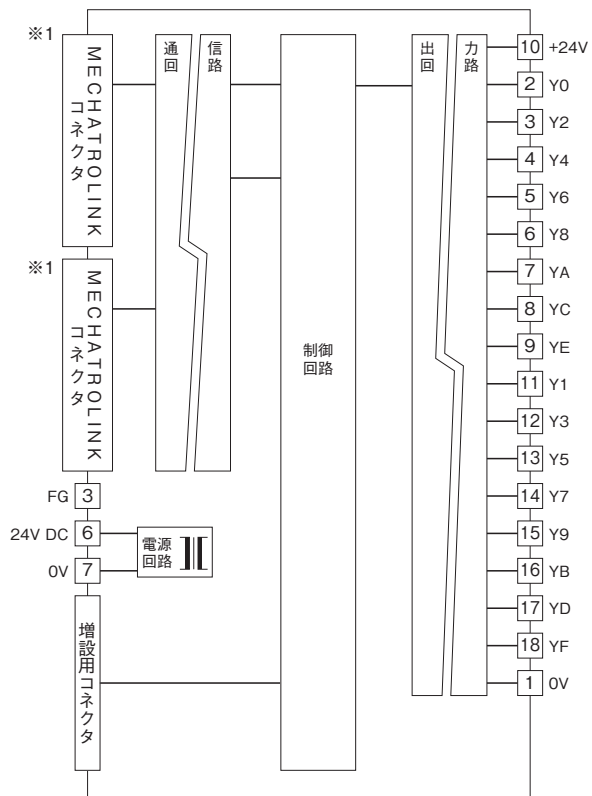 ※1
MECHATROLINK
コネクタ
※1
MECHATROLINK
コネクタ
FG 3
24V DC 6
0V 7
電源
回路
増設用コネクタ
通信
回路
制御
回路
出力
回路
10 +24V
2 Y0
3 Y2
4 Y4
5 Y6
6 Y8
7 YA
8 YC
9 YE
11 Y1
12 Y3
13 Y5
14 Y7
15 Y9
16 YB
17 YD
18 YF
1 0V